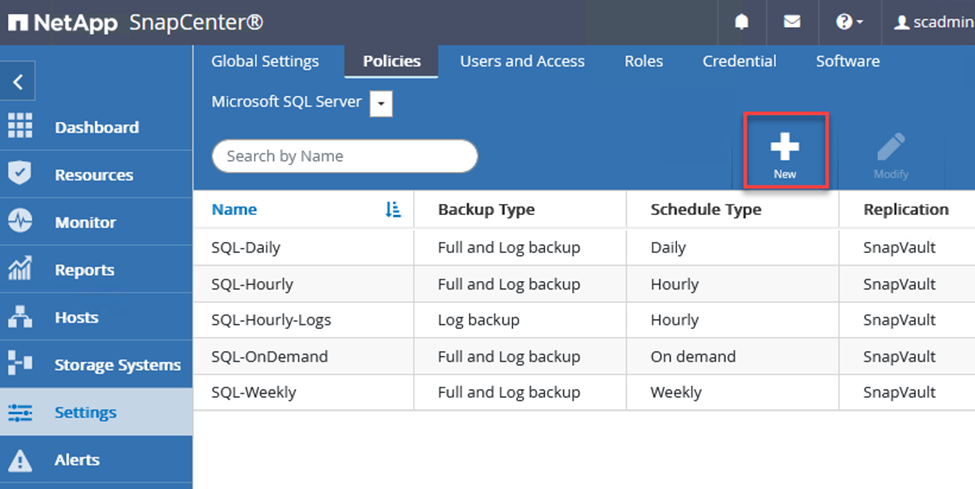 NetApp SnapCenter®
scadmin
Global Settings Policies Users and Access Roles Credential Software
Microsoft SQL Server
Dashboard
Resources
Monitor
Reports
Hosts
Storage Systems
Settings
Alerts
Search by Name
New
Modify
Name Backup Type Schedule Type Replication
SQL-Daily Full and Log backup Daily SnapVault
SQL-Hourly Full and Log backup Hourly SnapVault
SQL-Hourly-Logs Log backup Hourly SnapVault
SQL-OnDemand Full and Log backup On demand SnapVault
SQL-Weekly Full and Log backup Weekly SnapVault